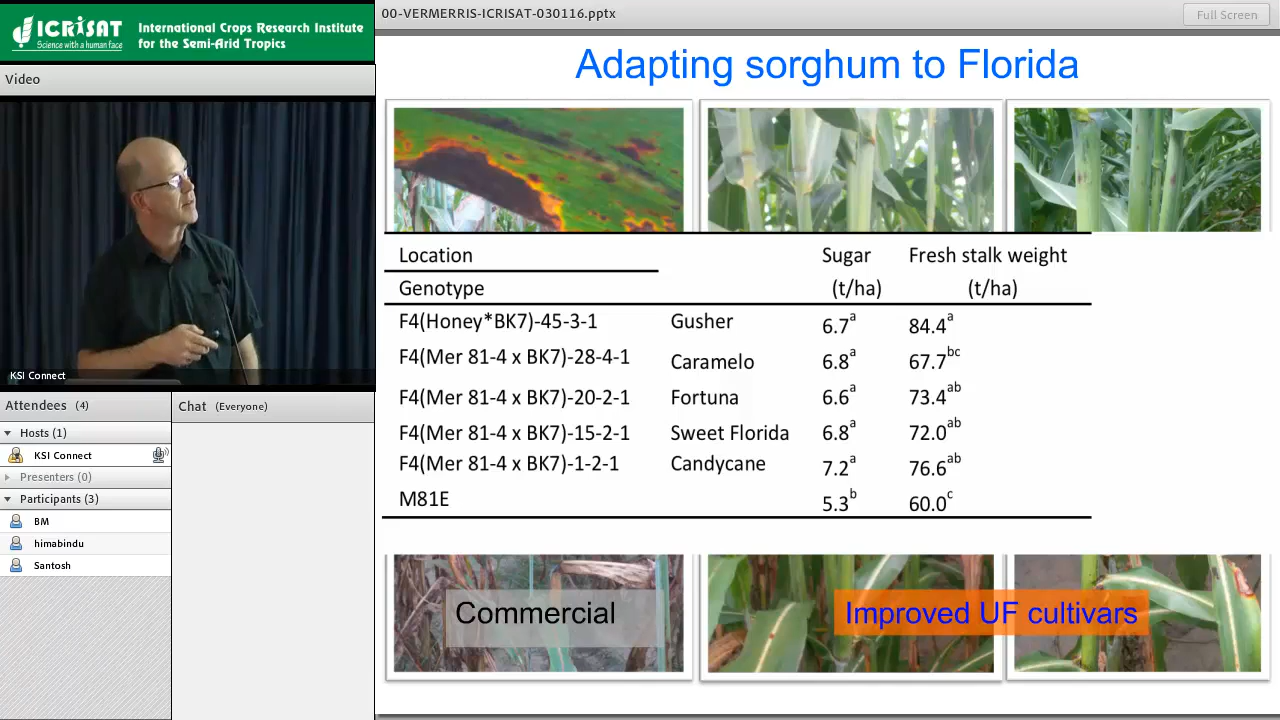 ICRISAT
Science with a human face
International Crops Research Institute
for the Semi-Arid Tropics
Video
KSI Connect
Attendees (4)
Hosts (1)
KSI Connect
Presenters (0)
Participants (3)
BM
himabindu
Santosh
Chat (Everyone)
00-VERMERRIS-ICRISAT-030116.pptx
Full Screen
Adapting sorghum to Florida
Location Sugar Fresh stalk weight
Genotype (t/ha) (t/ha)
F4(Honey*BK7)-45-3-1 Gusher 6.7a 84.4a
F4(Mer 81-4 x BK7)-28-4-1 Caramelo 6.8a 67.7bc
F4(Mer 81-4 x BK7)-20-2-1 Fortuna 6.6a 73.4ab
F4(Mer 81-4 x BK7)-15-2-1 Sweet Florida 6.8a 72.0ab
F4(Mer 81-4 x BK7)-1-2-1 Candycane 7.2a 76.6ab
M81E 5.3b 60.0c
Commercial
Improved UF cultivars